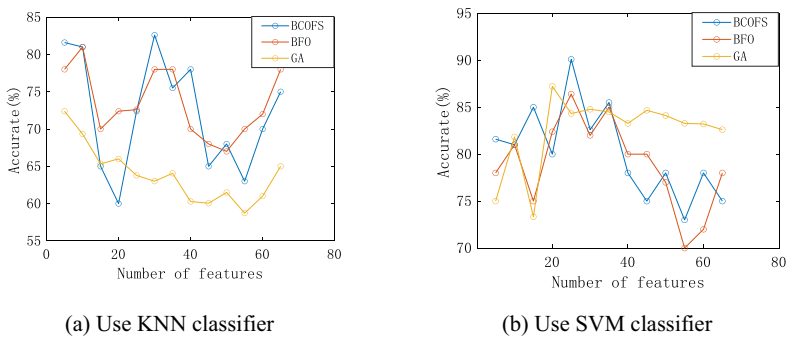 85
80
75
70
65
60
55
0
20
40
60
80
Accurate(%)
Number of features
BCOFS
BFO
GA
(a) Use KNN classifier
95
90
85
80
75
70
20
40
60
80
Accurate(%)
Number of features
BCOFS
BFO
GA
(b) Use SVM classifier